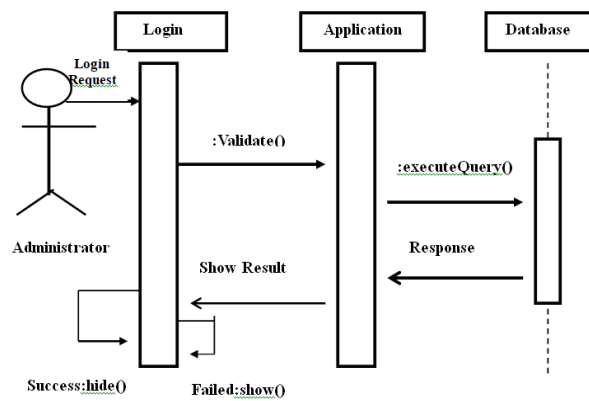 Login
Application
Database
Login
Request
:Validate()
:executeQuery()
Administrator
Response
Show Result
Success:hide()
Failed:show()